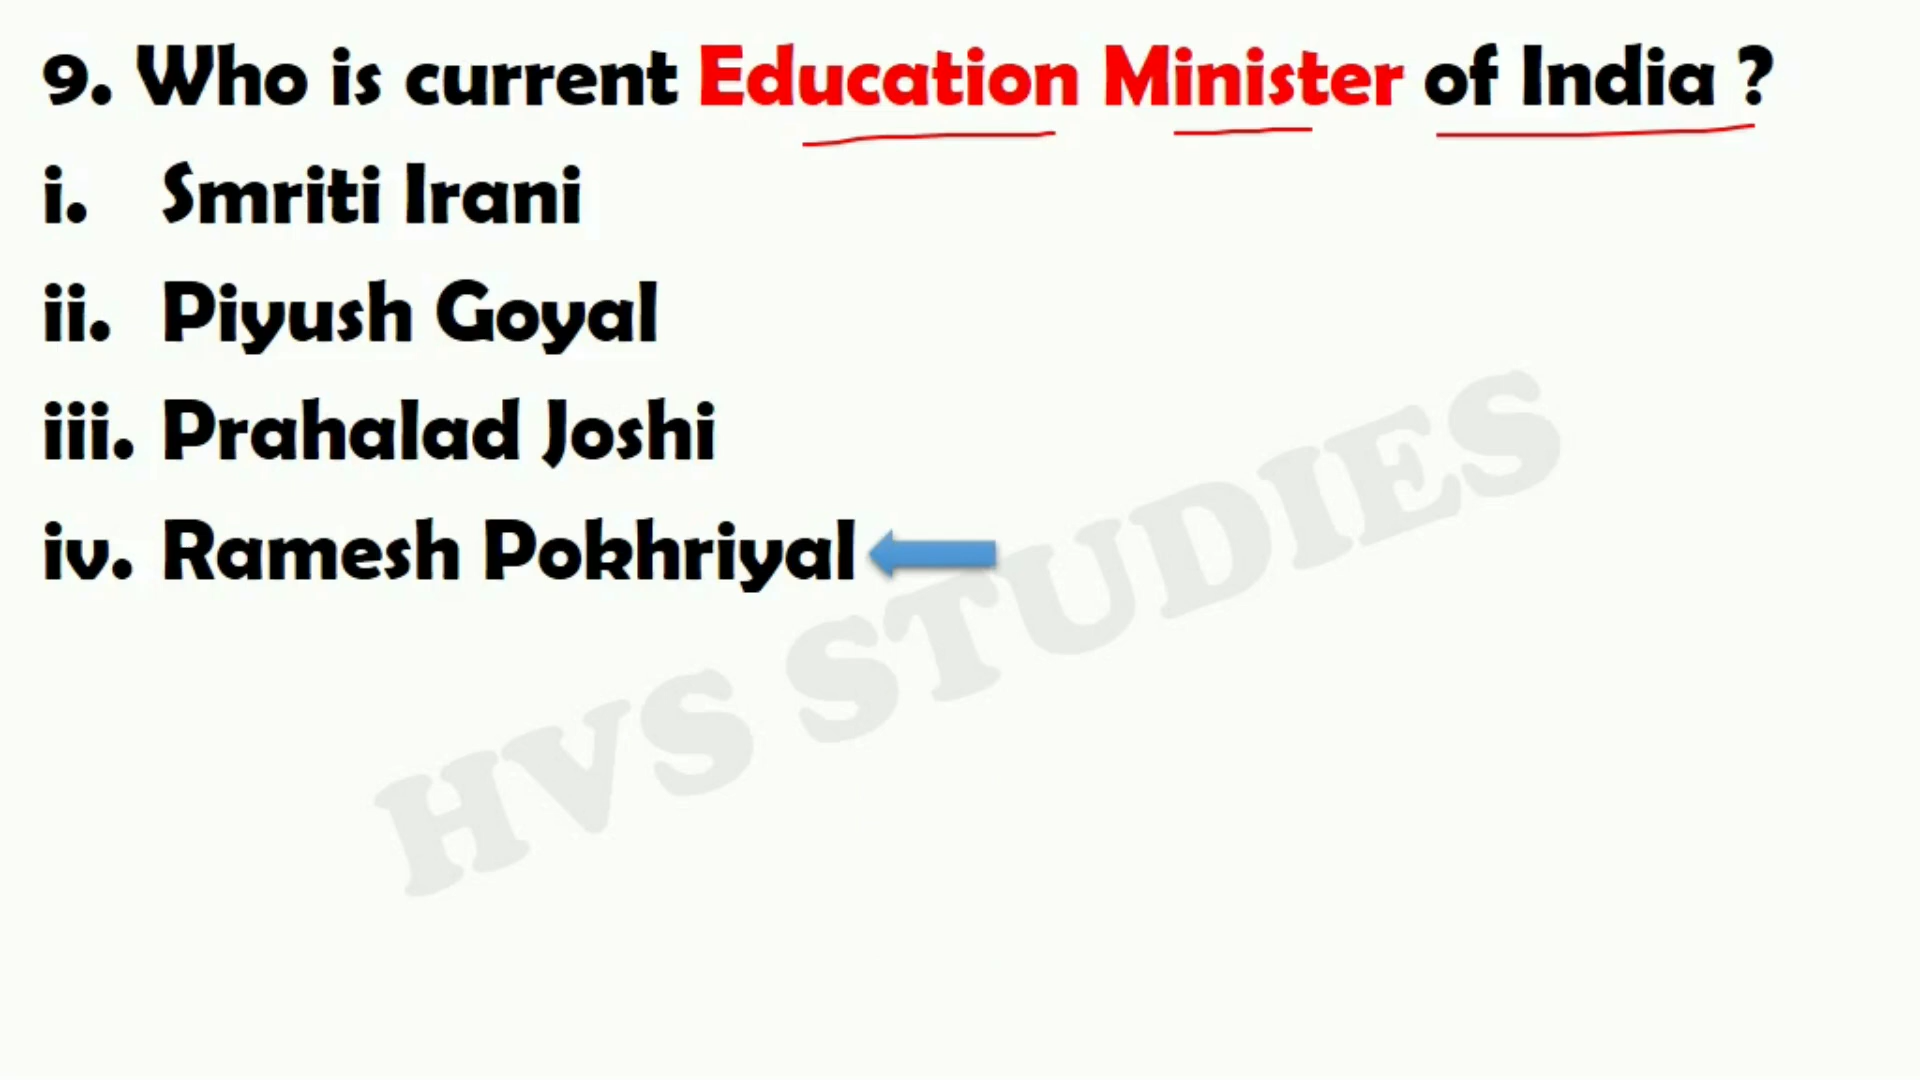 9. Who is current Education Minister of India ?
i. Smriti Irani
ii. Piyush Goyal
iii. Prahalad Joshi
iv. Ramesh Pokhriyal
HVS STUDIES